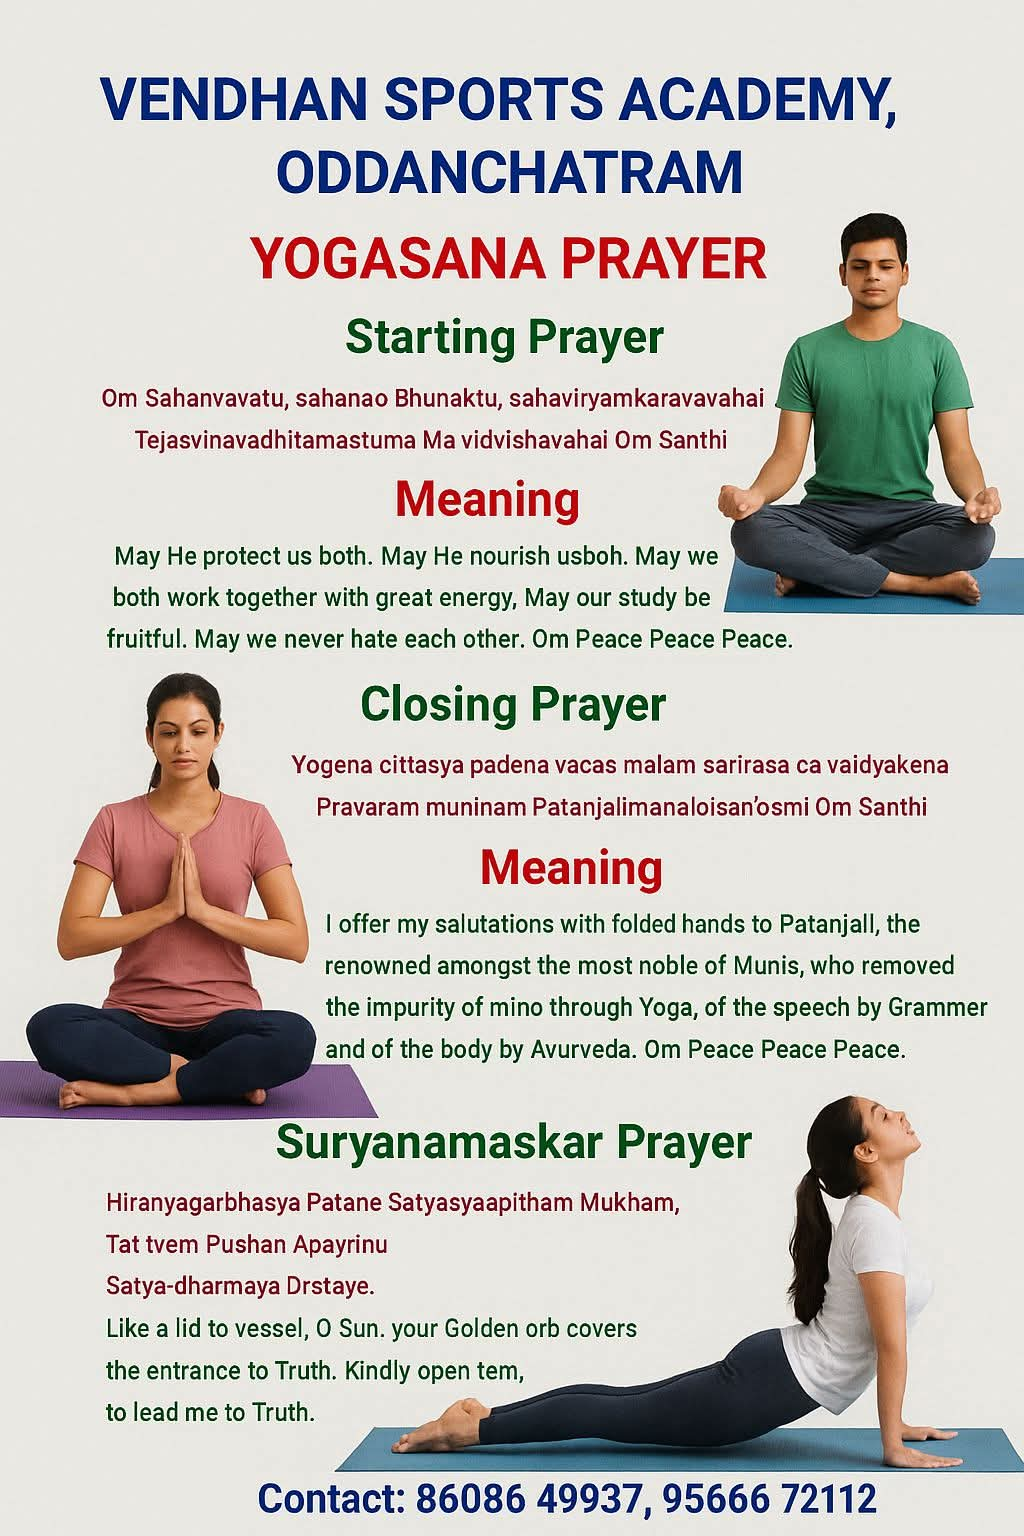 VENDHAN SPORTS ACADEMY,
ODDANCHATRAM
YOGASANA PRAYER
Starting Prayer
Om Sahanvavatu, sahanao Bhunaktu, sahaviryamkaravavahai
Tejasvinavadhitamastuma Ma vidvishavahai Om Santhi
Meaning
May He protect us both. May He nourish usboh. May we
both work together with great energy, May our study be
fruitful. May we never hate each other. Om Peace Peace Peace.
Closing Prayer
Yogena cittasya padena vacas malam sarirasa ca vaidyakena
Pravaram muninam Patanjalimanaloisan’osmi Om Santhi
Meaning
I offer my salutations with folded hands to Patanjall, the
renowned amongst the most noble of Munis, who removed
the impurity of mino through Yoga, of the speech by Grammer
and of the body by Avurveda. Om Peace Peace Peace.
Suryanamaskar Prayer
Hiranyagarbhasya Patane Satyasyaapitham Mukham,
Tat tvem Pushan Apayrinu
Satya-dharmaya Drstaye.
Like a lid to vessel, O Sun. your Golden orb covers
the entrance to Truth. Kindly open tem,
to lead me to Truth.
Contact: 86086 49937, 95666 72112